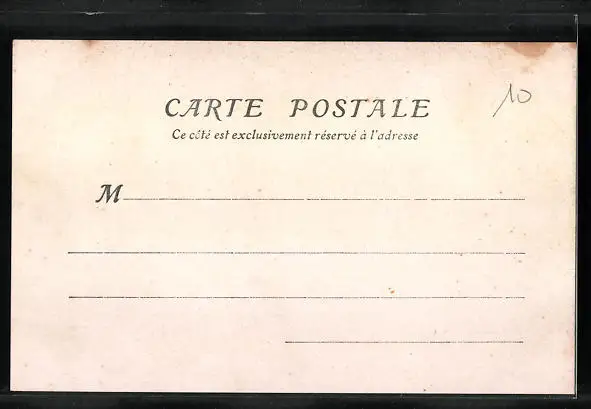 CARTE POSTALE
10
Ce côté est exclusivement réservé à l'adresse
M